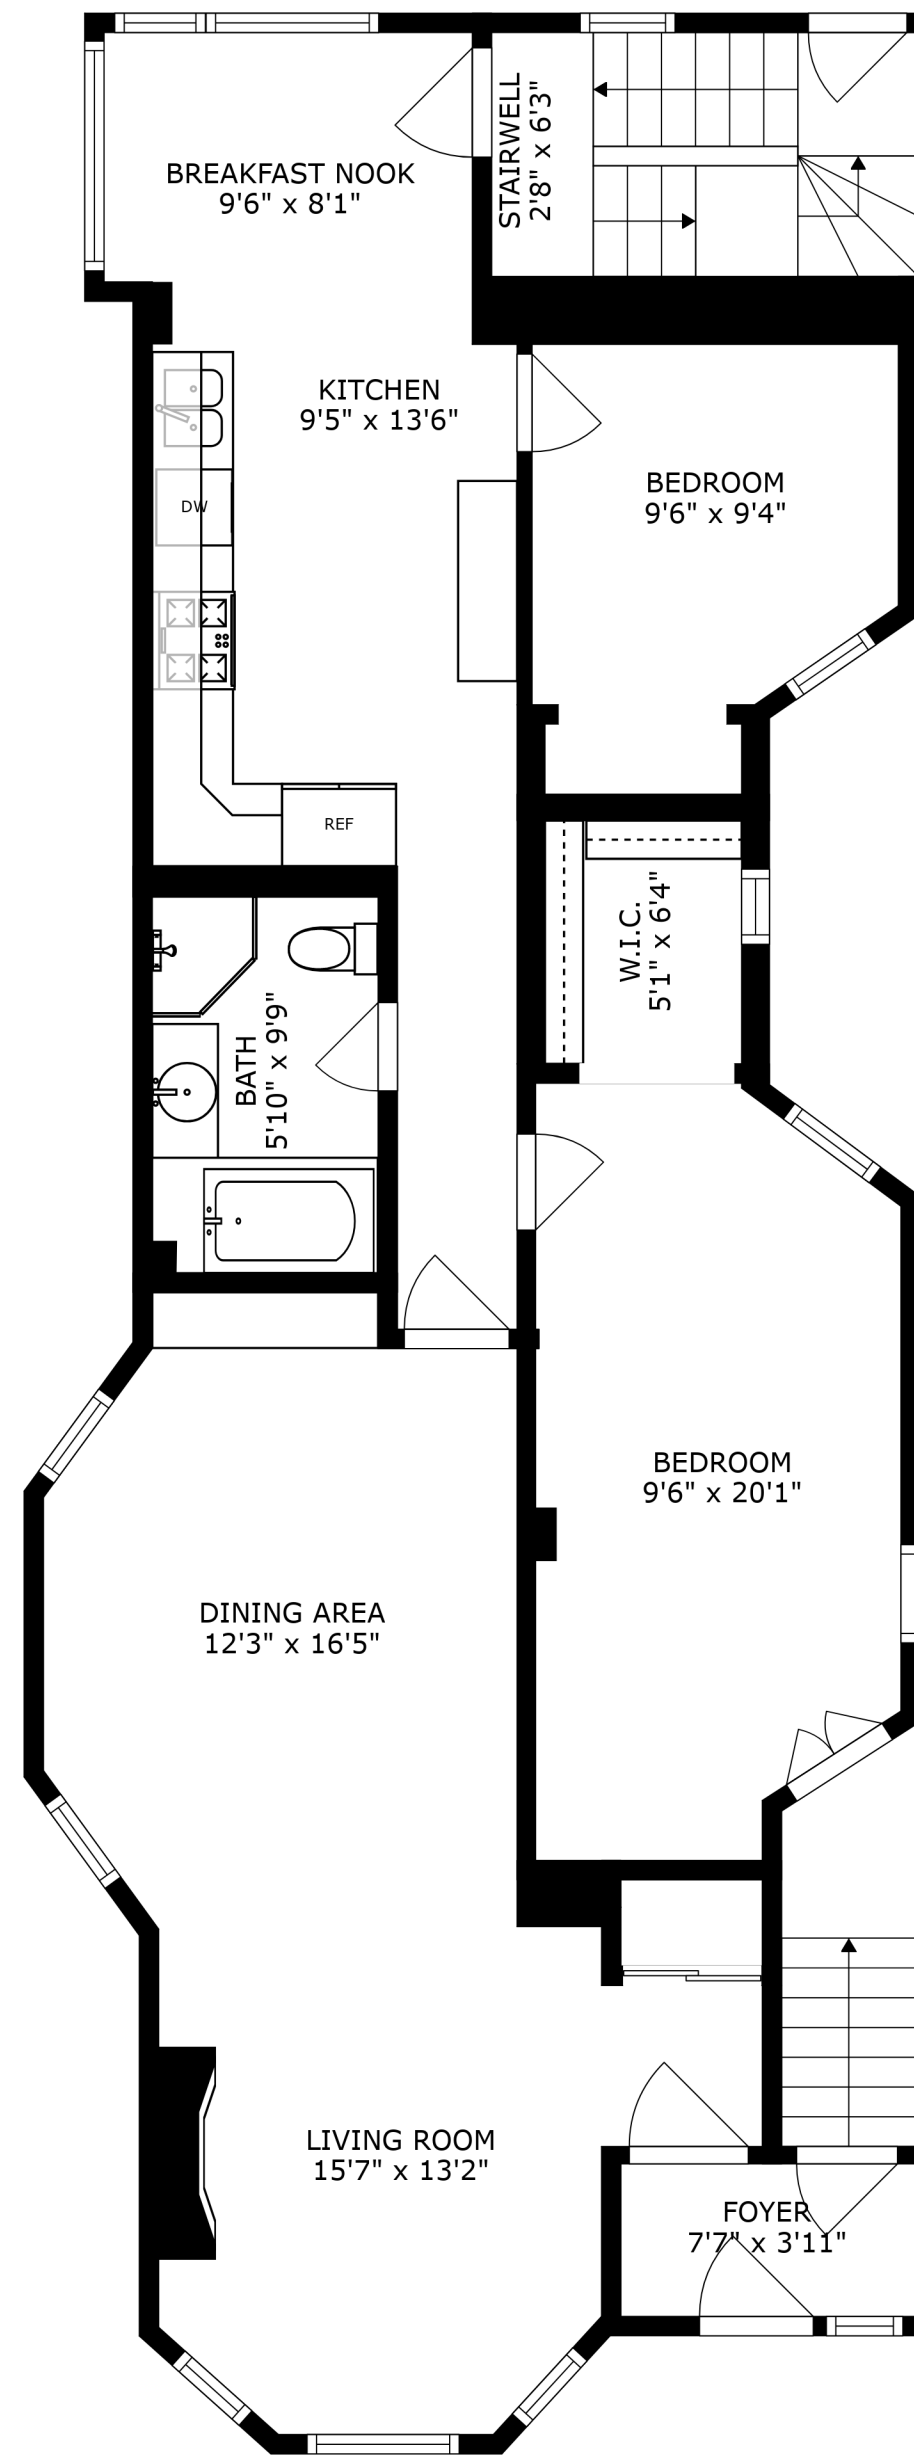 BREAKFAST NOOK
9'6" x 8'1"
STAIRWELL
2'8" x 6'3"
KITCHEN
9'5" x 13'6"
BEDROOM
9'6" x 9'4"
DW
REF
W.I.C.
5'1" x 6'4"
BATH
5'10" x 9'9"
BEDROOM
9'6" x 20'1"
DINING AREA
12'3" x 16'5"
LIVING ROOM
15'7" x 13'2"
FOYER
7'7" x 3'11"